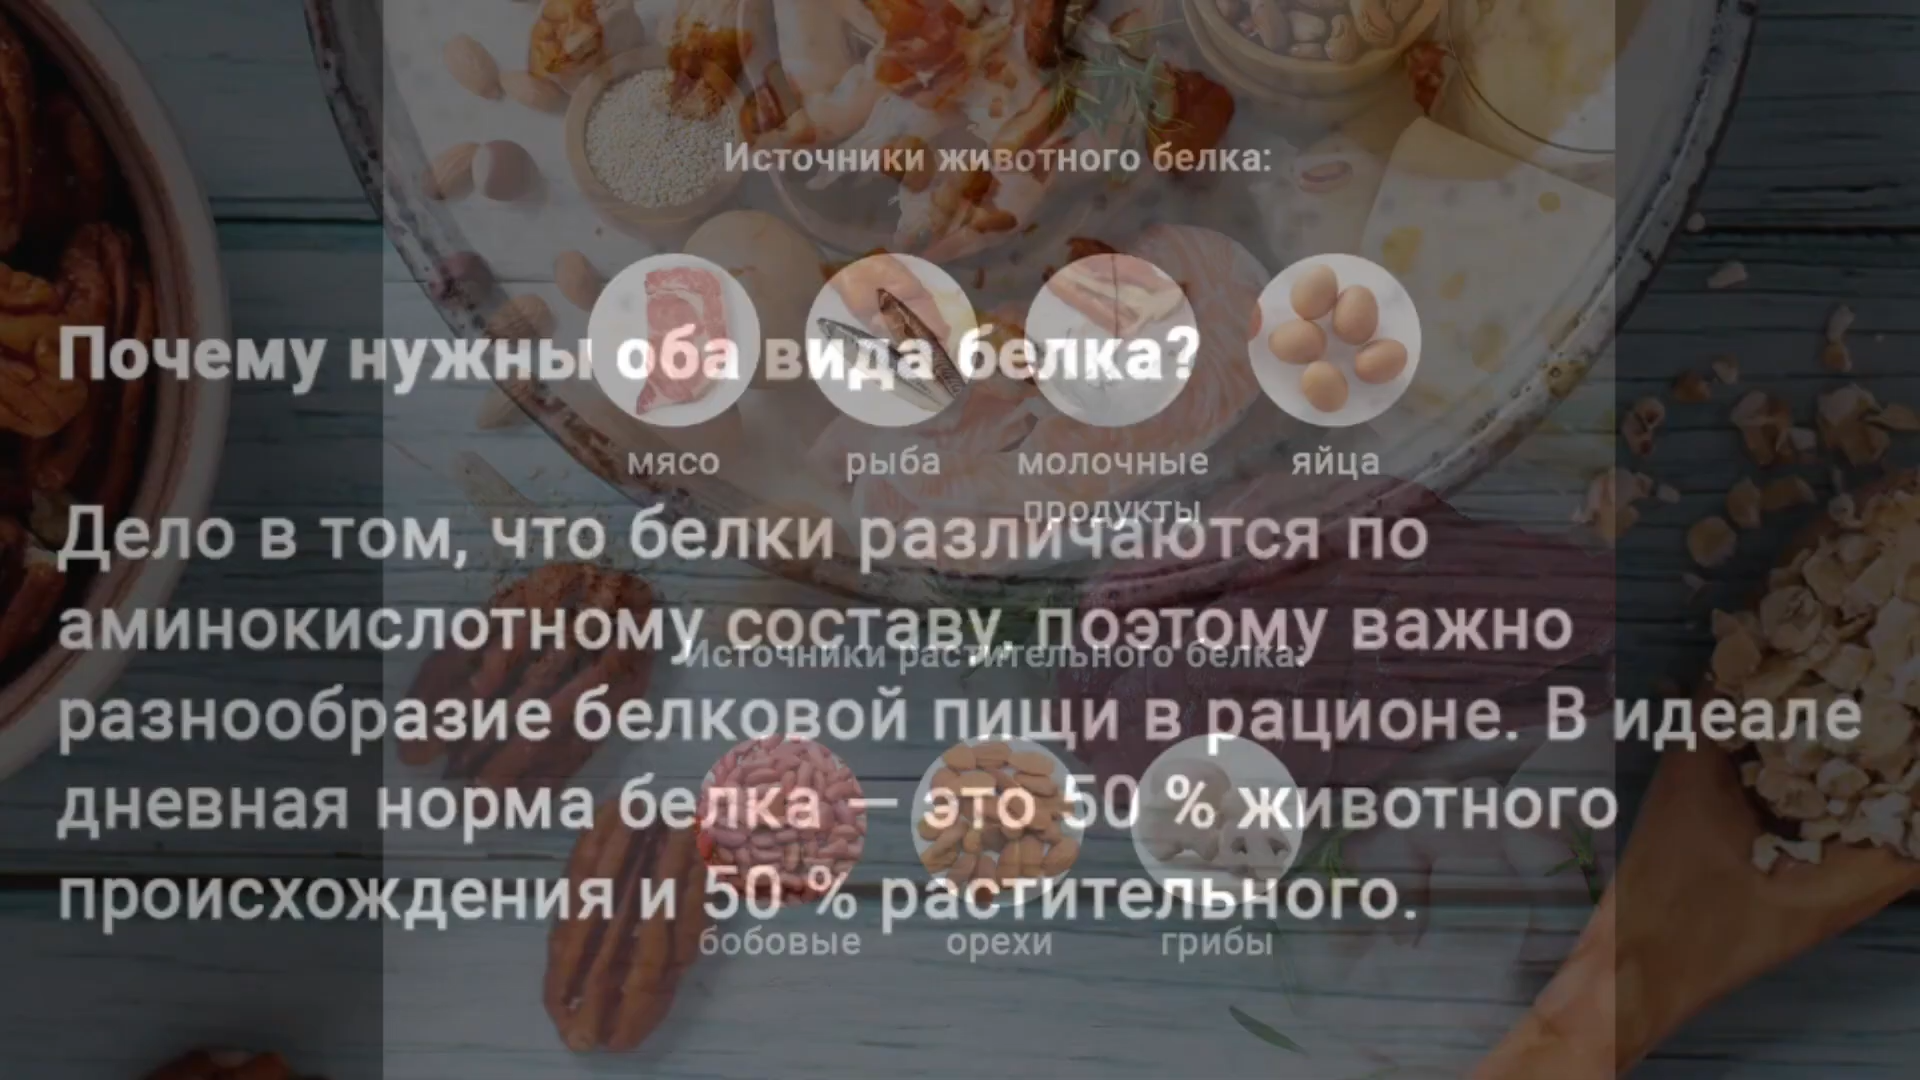 Источники животного белка:
мясо
рыба
молочные
продукты
яйца
Источники растительного белка:
бобовые
орехи
грибы
Почему нужны оба вида белка?
Дело в том, что белки различаются по
аминокислотному составу, поэтому важно
разнообразие белковой пищи в рационе. В идеале
дневная норма белка — это 50 % животного
происхождения и 50 % растительного.